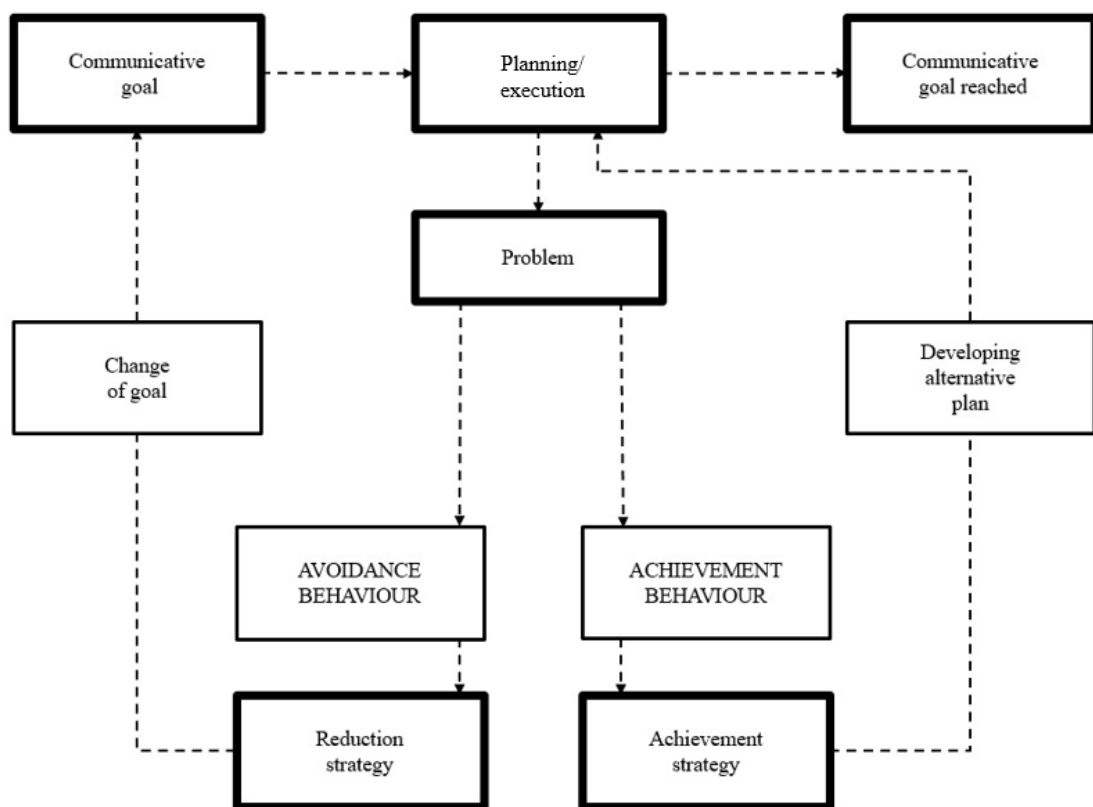 Communicative
goal
Planning/
execution
Communicative
goal reached
Problem
Change
of goal
Developing
alternative
plan
AVOIDANCE
BEHAVIOUR
ACHIEVEMENT
BEHAVIOUR
Reduction
strategy
Achievement
strategy